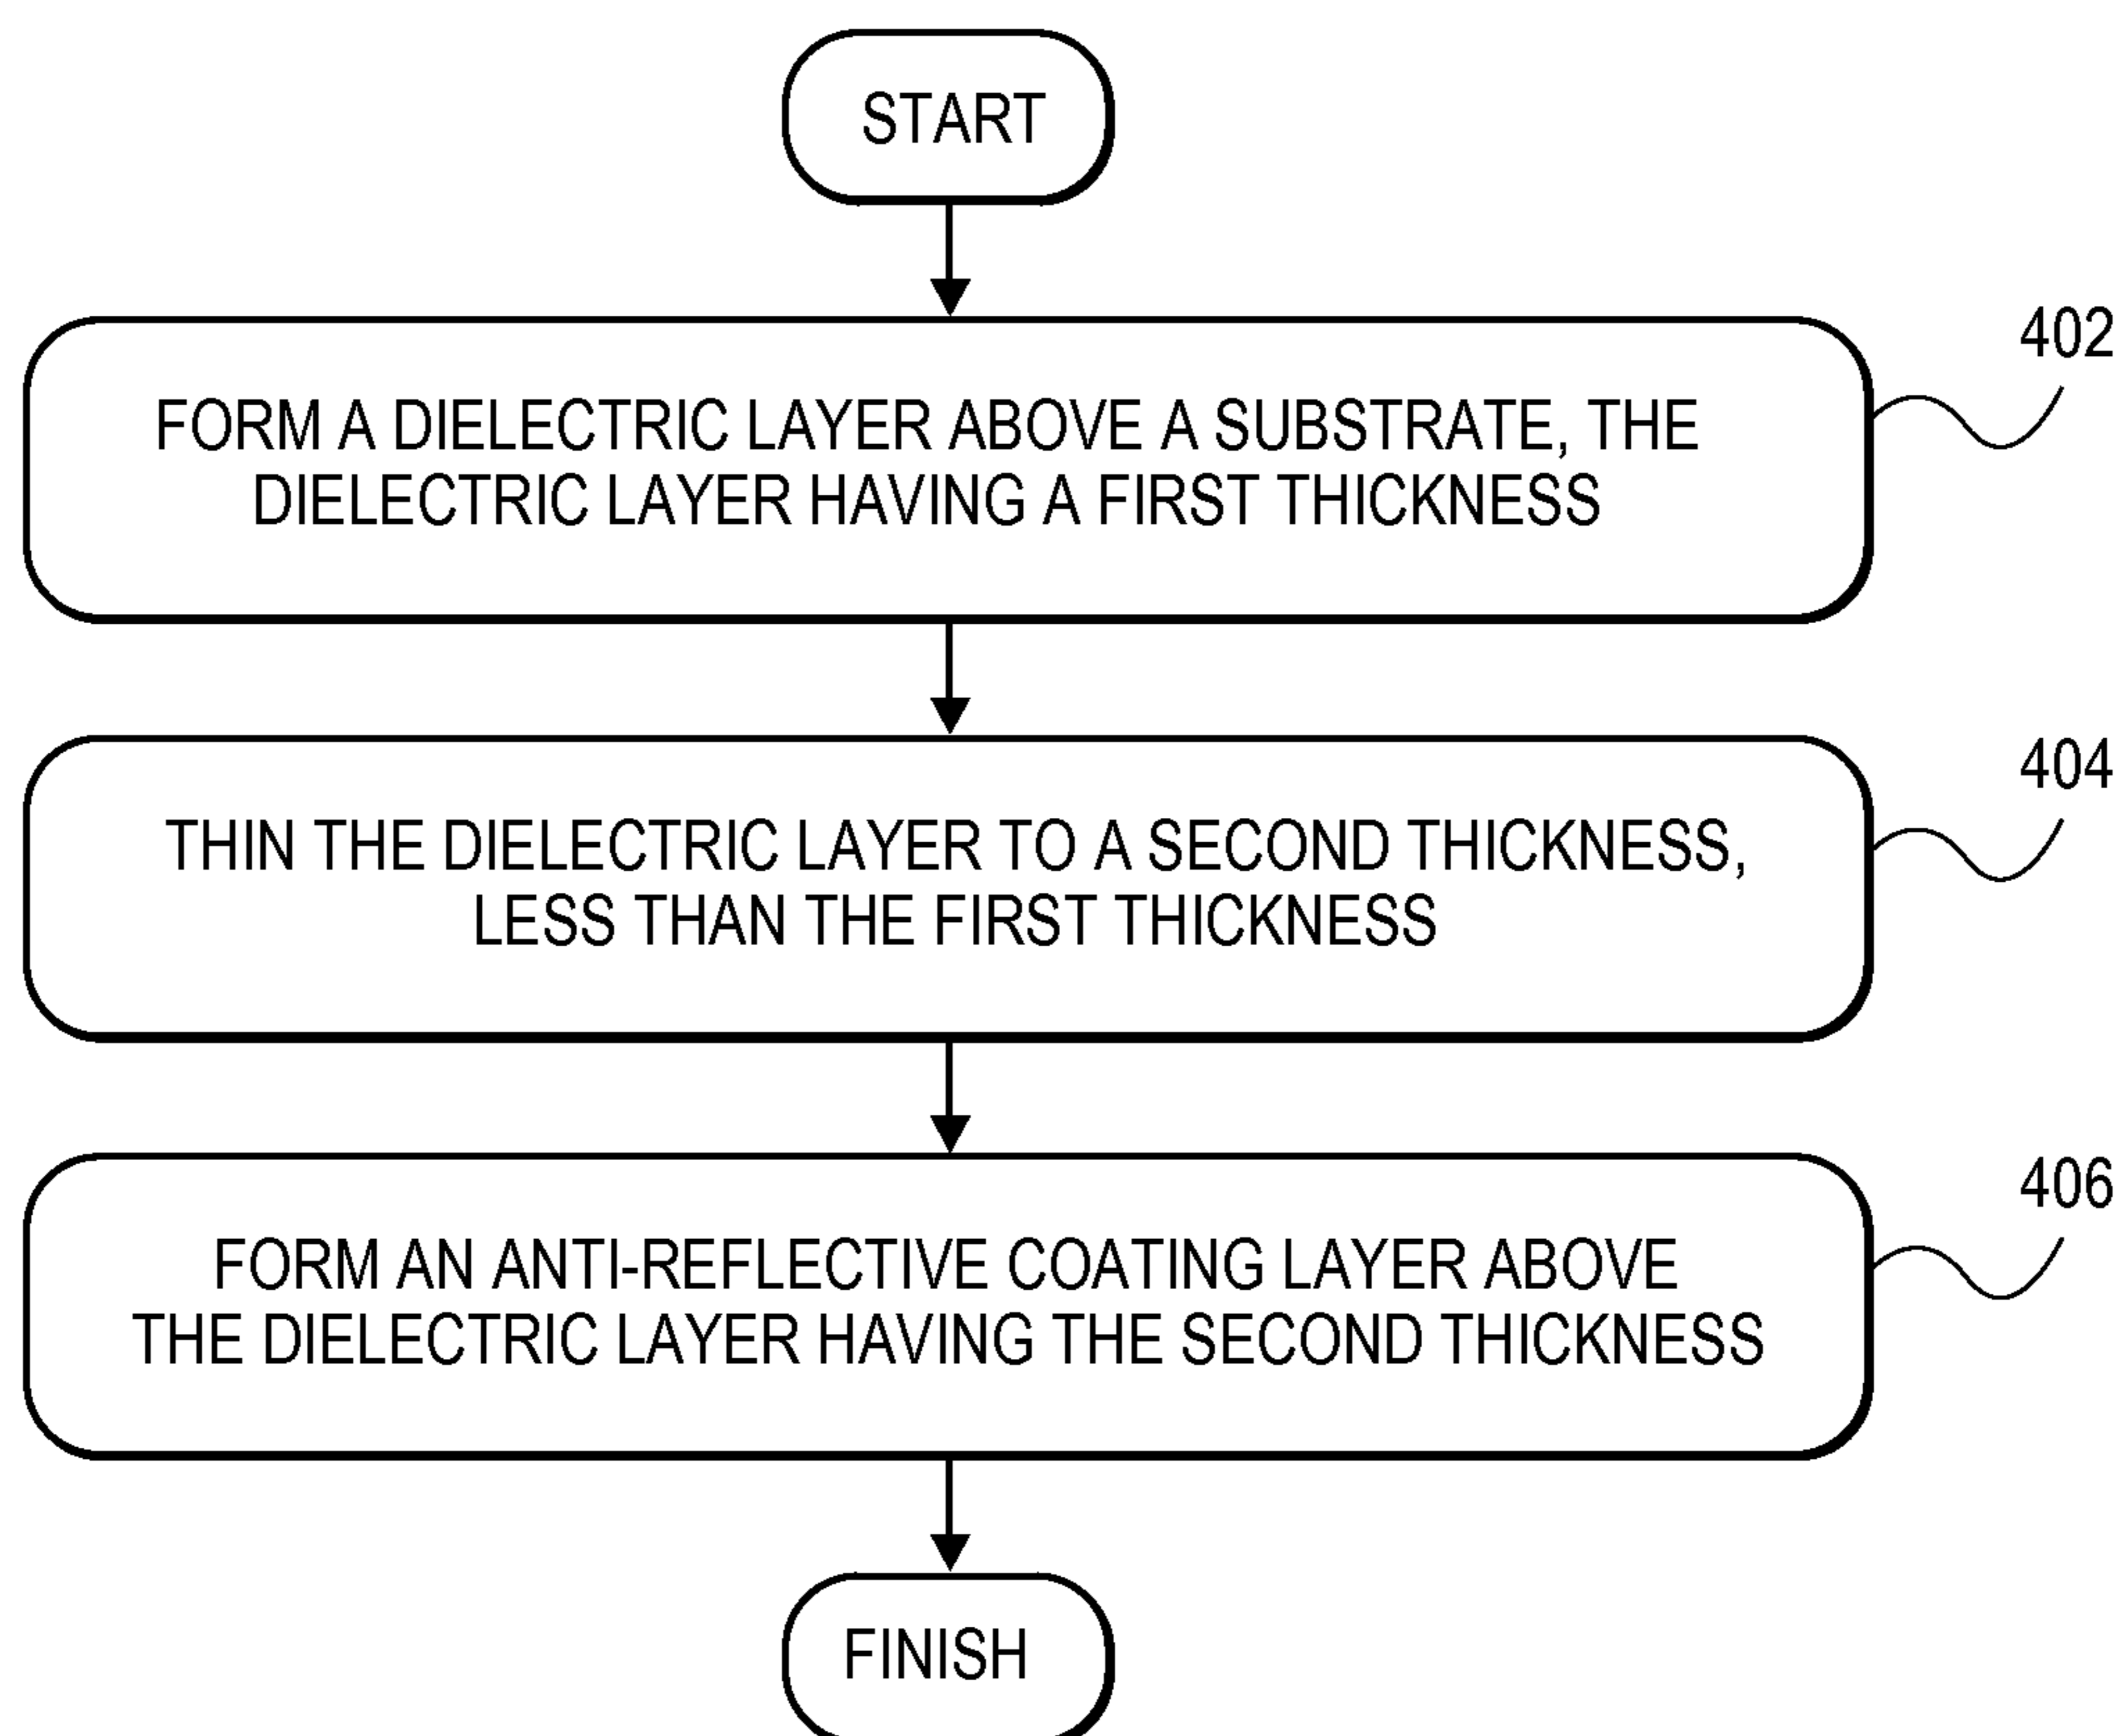 START
402
FORM A DIELECTRIC LAYER ABOVE A SUBSTRATE, THE
DIELECTRIC LAYER HAVING A FIRST THICKNESS
404
THIN THE DIELECTRIC LAYER TO A SECOND THICKNESS,
LESS THAN THE FIRST THICKNESS
406
FORM AN ANTI-REFLECTIVE COATING LAYER ABOVE
THE DIELECTRIC LAYER HAVING THE SECOND THICKNESS
FINISH